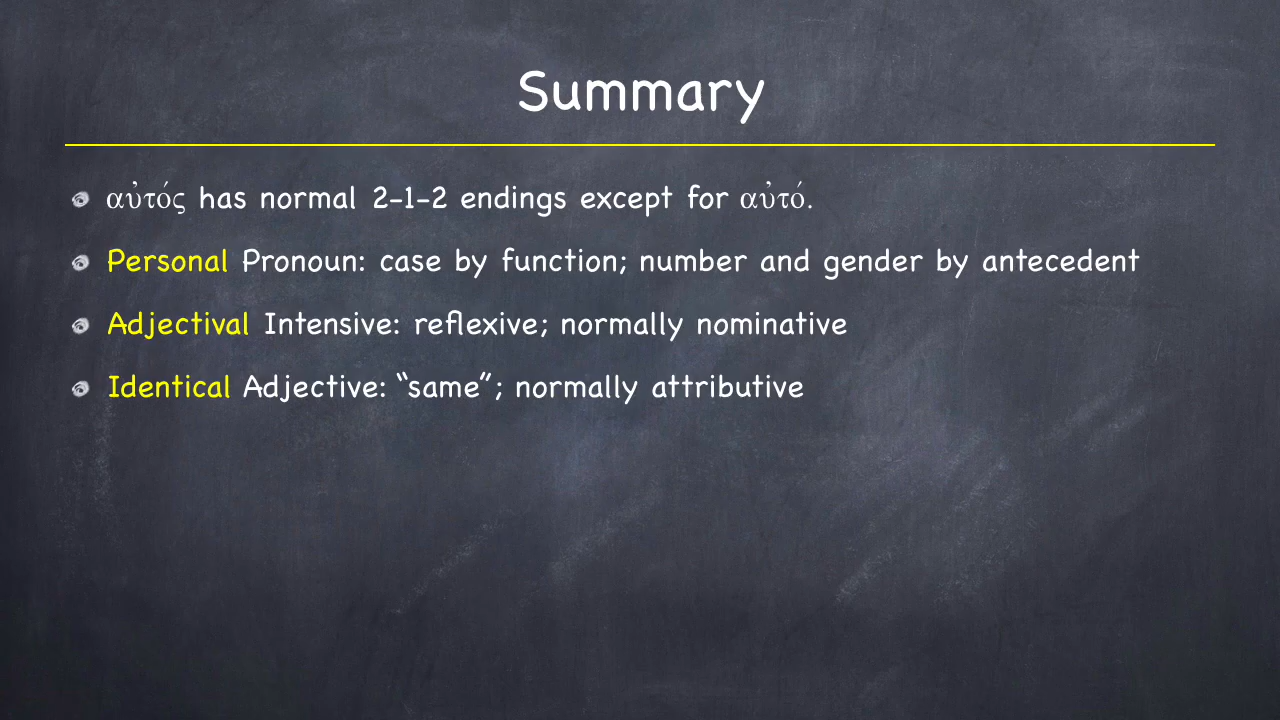 Summary
αὐτός has normal 2-1-2 endings except for αὐτό.
Personal Pronoun: case by function; number and gender by antecedent
Adjectival Intensive: reflexive; normally nominative
Identical Adjective: “same”; normally attributive